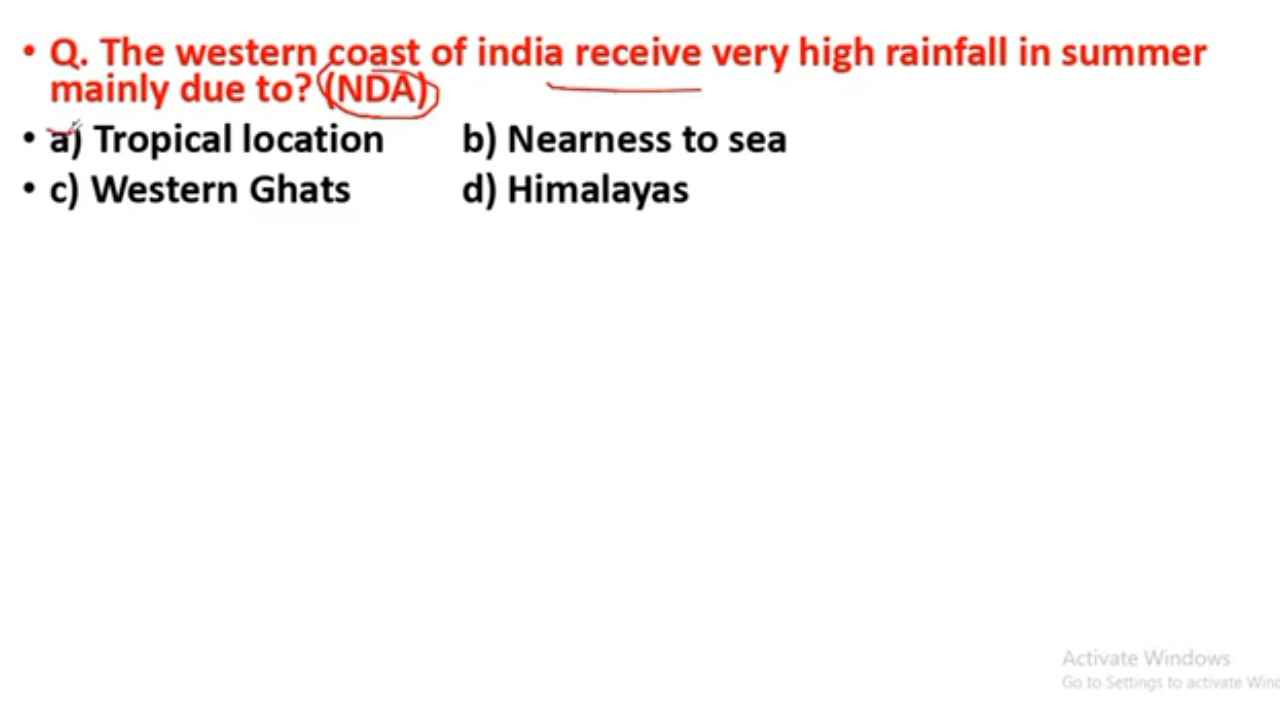 • Q. The western coast of india receive very high rainfall in summer
mainly due to? (NDA)
• a) Tropical location b) Nearness to sea
• c) Western Ghats d) Himalayas
Activate Windows
Go to Settings to activate